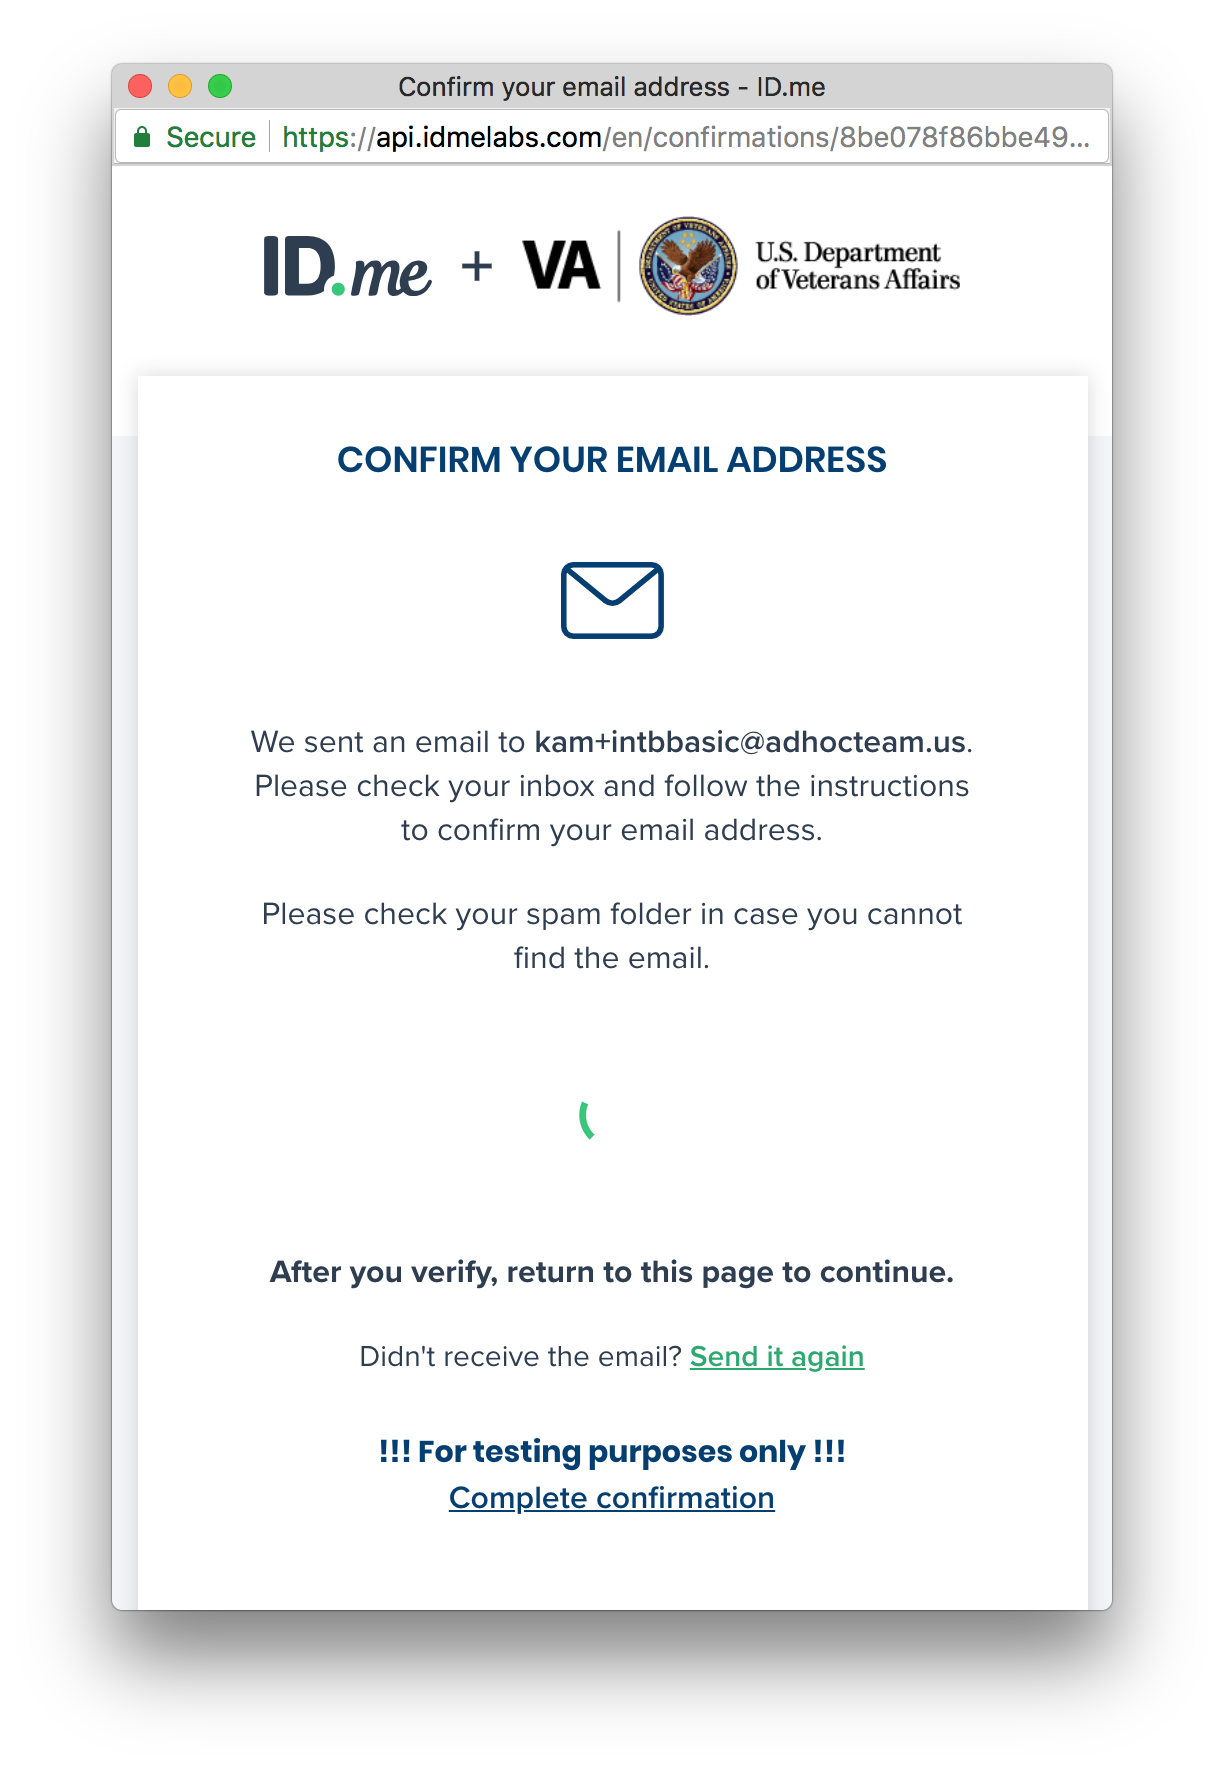 Confirm your email address - ID.me
Secure https://api.idmelabs.com/en/confirmations/8be078f86bbe49...
ID.me + VA U.S. Department
of Veterans Affairs
CONFIRM YOUR EMAIL ADDRESS
We sent an email to kam+intbbasic@adhocteam.us.
Please check your inbox and follow the instructions
to confirm your email address.
Please check your spam folder in case you cannot
find the email.
After you verify, return to this page to continue.
Didn't receive the email? Send it again
!!! For testing purposes only !!!
Complete confirmation